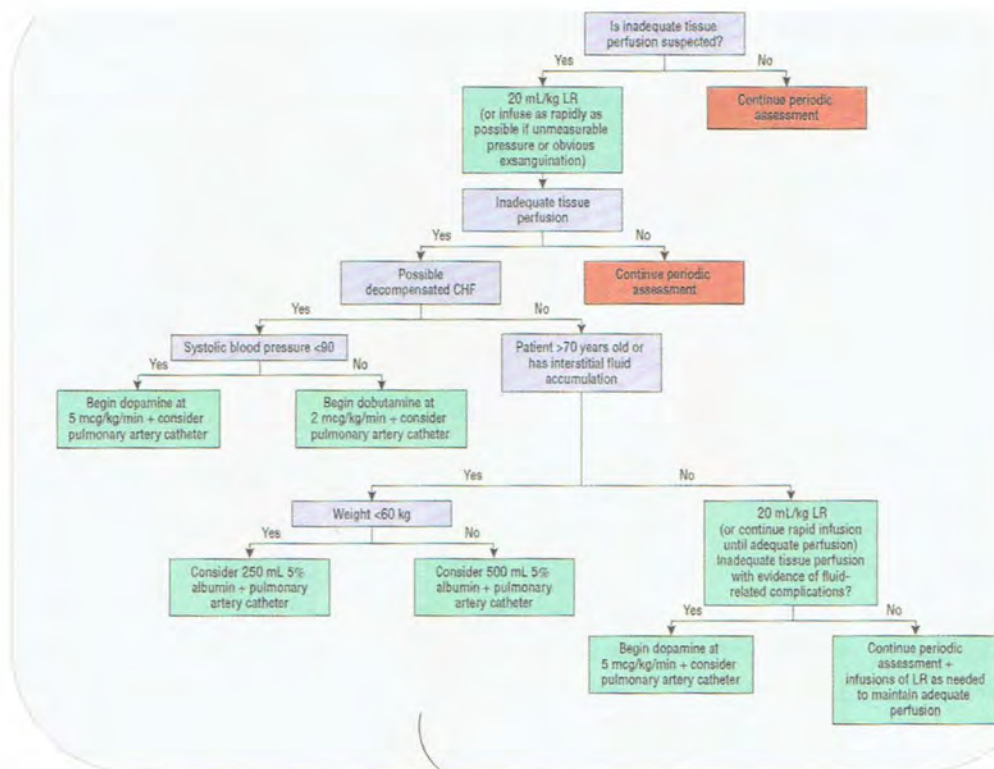 Is inadequate tissue
perfusion suspected?
Yes
No
20 mL/kg LR
(or infuse as rapidly as
possible if unmeasurable
pressure or obvious
exsanguination)
Continue periodic
assessment
Inadequate tissue
perfusion
Yes
No
Possible
decompensated CHF
Continue periodic
assessment
Yes
No
Systolic blood pressure <90
Patient >70 years old or
has interstitial fluid
accumulation
Yes
No
Begin dopamine at
5 mcg/kg/min + consider
pulmonary artery catheter
Begin dobutamine at
2 mcg/kg/min + consider
pulmonary artery catheter
Yes
No
Weight <60 kg
20 mL/kg LR
(or continue rapid infusion
until adequate perfusion)
Inadequate tissue perfusion
with evidence of fluid-
related complications?
Yes
No
Consider 250 mL 5%
albumin + pulmonary
artery catheter
Consider 500 mL 5%
albumin + pulmonary
artery catheter
Yes
No
Begin dopamine at
5 mcg/kg/min + consider
pulmonary artery catheter
Continue periodic
assessment +
infusions of LR as needed
to maintain adequate
perfusion